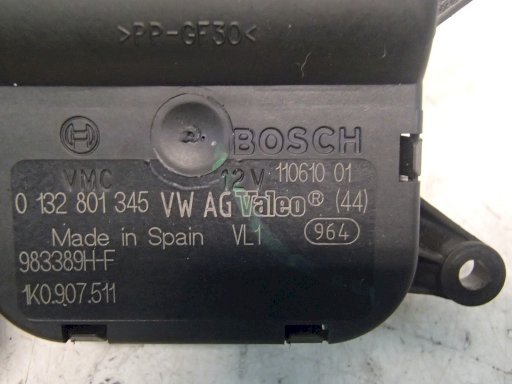 >PP-GF30<
BOSCH
VMC 12V 110610 01
0 132 801 345 VW AG Valeo® (44)
Made in Spain VL1 964
983389H-F
1K0.907.511